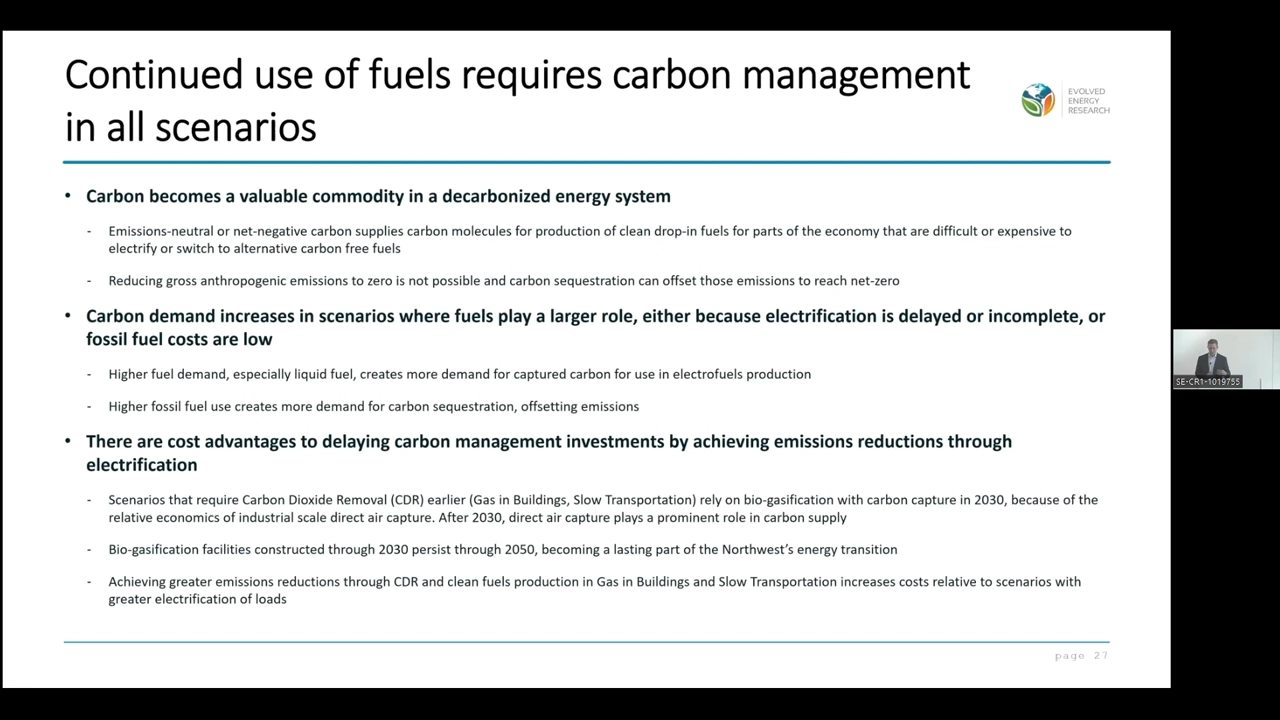 Continued use of fuels requires carbon management
in all scenarios
EVOLVED
ENERGY
RESEARCH
• Carbon becomes a valuable commodity in a decarbonized energy system
- Emissions-neutral or net-negative carbon supplies carbon molecules for production of clean drop-in fuels for parts of the economy that are difficult or expensive to
electrify or switch to alternative carbon free fuels
- Reducing gross anthropogenic emissions to zero is not possible and carbon sequestration can offset those emissions to reach net-zero
• Carbon demand increases in scenarios where fuels play a larger role, either because electrification is delayed or incomplete, or
fossil fuel costs are low
- Higher fuel demand, especially liquid fuel, creates more demand for captured carbon for use in electrofuels production
- Higher fossil fuel use creates more demand for carbon sequestration, offsetting emissions
• There are cost advantages to delaying carbon management investments by achieving emissions reductions through
electrification
- Scenarios that require Carbon Dioxide Removal (CDR) earlier (Gas in Buildings, Slow Transportation) rely on bio-gasification with carbon capture in 2030, because of the
relative economics of industrial scale direct air capture. After 2030, direct air capture plays a prominent role in carbon supply
- Bio-gasification facilities constructed through 2030 persist through 2050, becoming a lasting part of the Northwest's energy transition
- Achieving greater emissions reductions through CDR and clean fuels production in Gas in Buildings and Slow Transportation increases costs relative to scenarios with
greater electrification of loads
page 27
SE-CR1-1019755